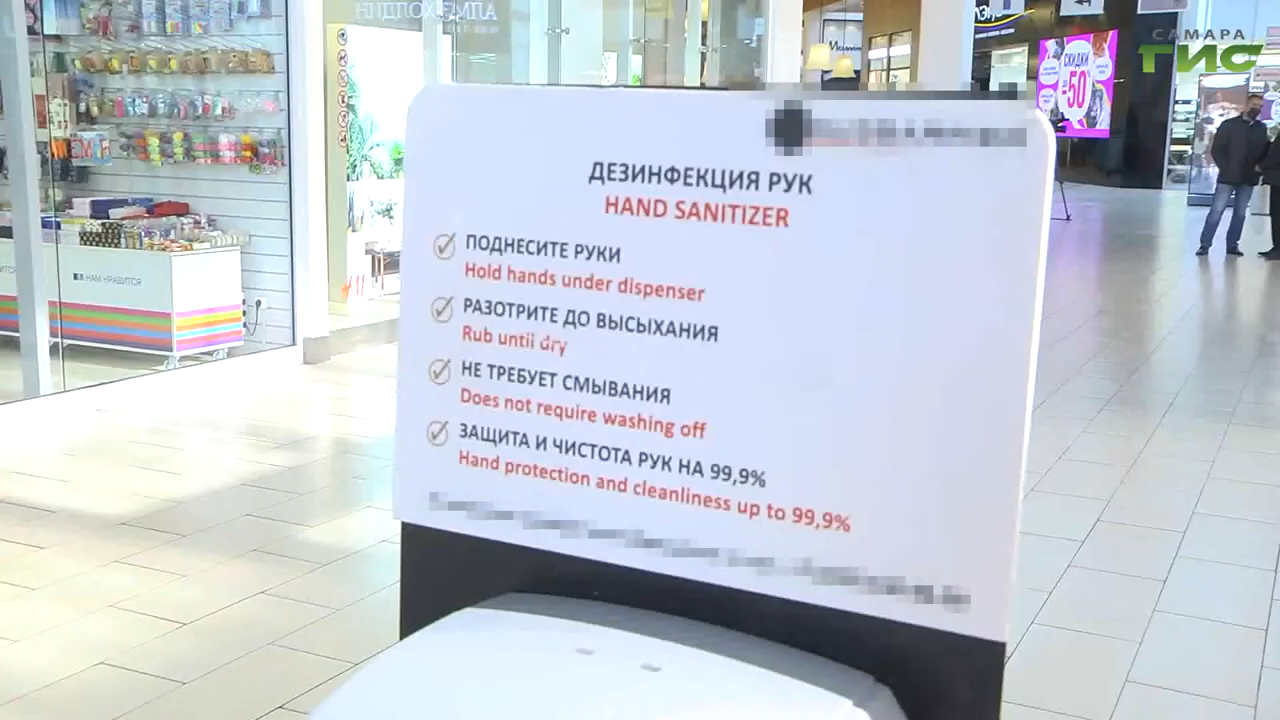 САМАРА
ГИС
СКИДКИ
50%
НАМ НРАВИТСЯ
ДЕЗИНФЕКЦИЯ РУК
HAND SANITIZER
ПОДНЕСИТЕ РУКИ
Hold hands under dispenser
РАЗОТРИТЕ ДО ВЫСЫХАНИЯ
Rub until dry
НЕ ТРЕБУЕТ СМЫВАНИЯ
Does not require washing off
ЗАЩИТА И ЧИСТОТА РУК НА 99,9%
Hand protection and cleanliness up to 99,9%